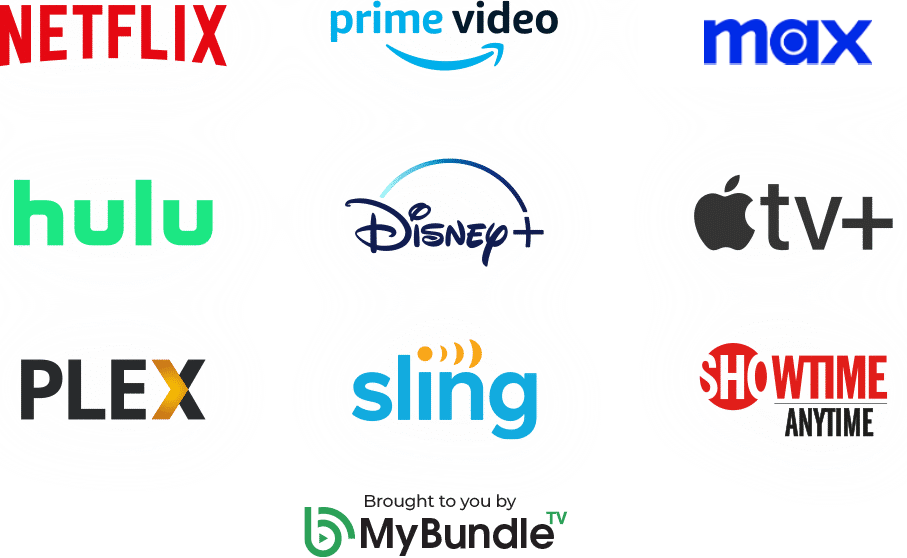 NETFLIX
prime video
max
hulu
Disney+
tv+
PLEX
sling
SHOWTIME
ANYTIME
Brought to you by
MyBundle TV